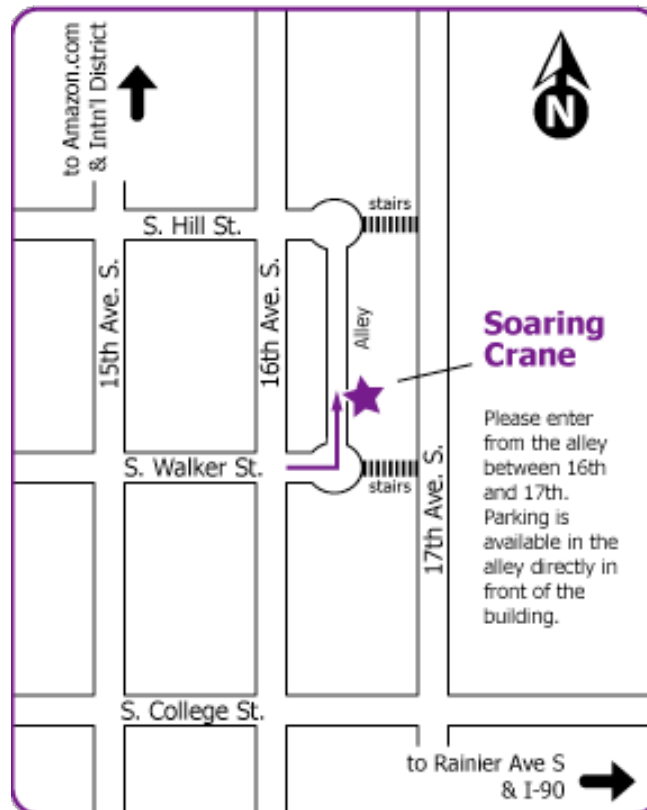 to Amazon.com
& Intn'l District
N
stairs
S. Hill St.
15th Ave. S.
16th Ave. S.
Alley
Soaring
Crane
Please enter
from the alley
between 16th
and 17th.
Parking is
available in the
alley directly in
front of the
building.
S. Walker St.
stairs
17th Ave. S.
S. College St.
to Rainier Ave S
& I-90